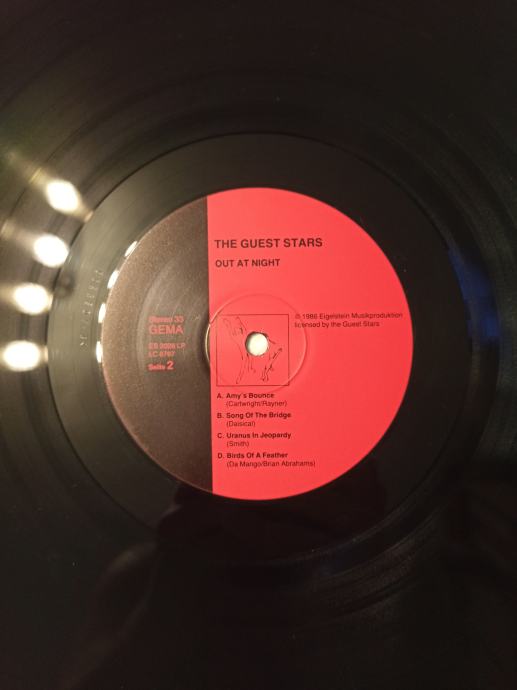 THE GUEST STARS
OUT AT NIGHT
Stereo 33
GEMA
ES 2026 LP
LC 8767
Seite 2
℗ 1986 Eigelstein Musikproduktion
licensed by the Guest Stars
A. Amy's Bounce
(Cartwright/Rayner)
B. Song Of The Bridge
(Daisical)
C. Uranus In Jeopardy
(Smith)
D. Birds Of A Feather
(Da Mango/Brian Abrahams)